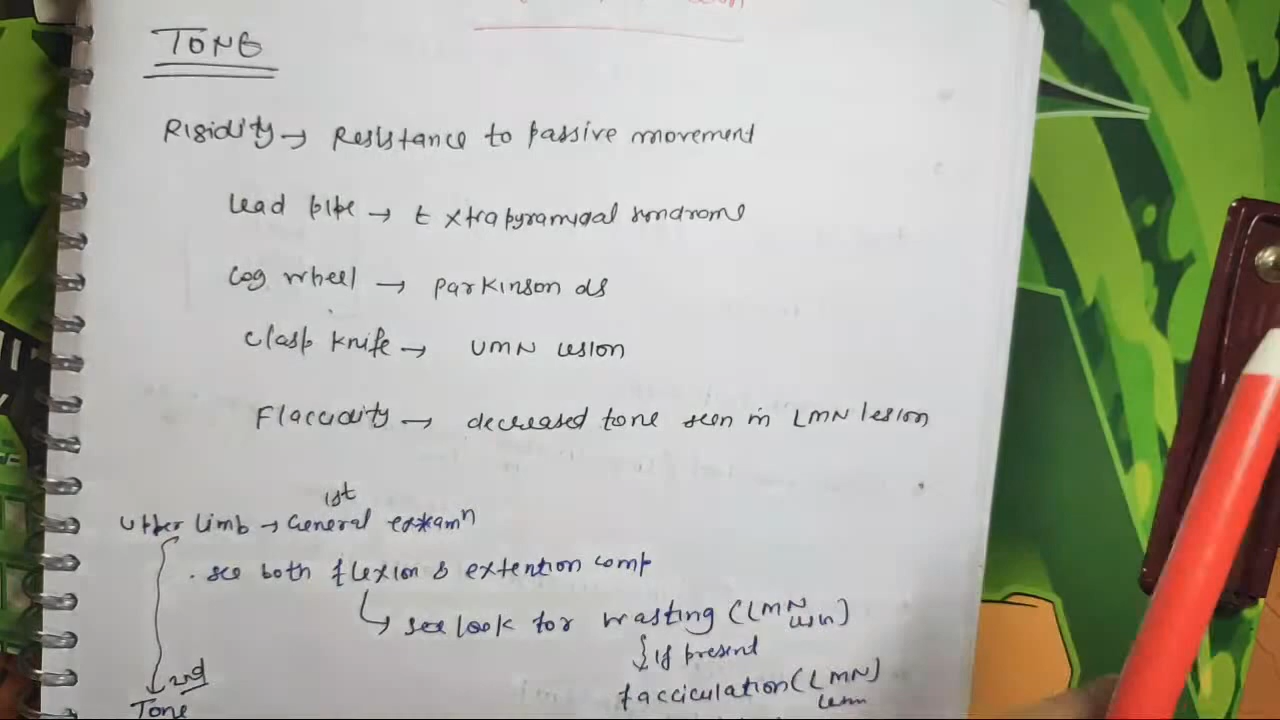 TONE
Rigidity → Resistance to passive movement
Lead pipe → Extrapyramidal syndrome
Cog wheel → Parkinson ds
Clasp knife → UMN lesion
Flaccidity → decreased tone seen in LMN lesion
1st
Upper limb → General examn
. see both flexion & extention comp
↳ see look for wasting (LMN lesn)
↓ if present
facciculation (LMN lesn)
2nd
Tone